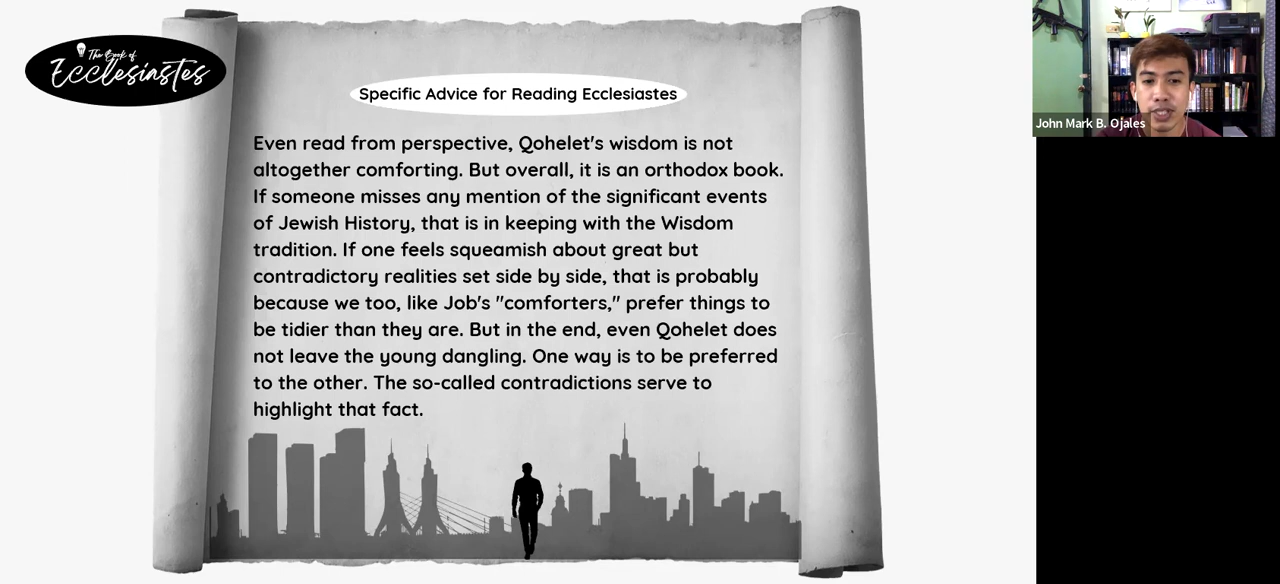 The Book of
Ecclesiastes
Specific Advice for Reading Ecclesiastes
Even read from perspective, Qohelet's wisdom is not
altogether comforting. But overall, it is an orthodox book.
If someone misses any mention of the significant events
of Jewish History, that is in keeping with the Wisdom
tradition. If one feels squeamish about great but
contradictory realities set side by side, that is probably
because we too, like Job's "comforters," prefer things to
be tidier than they are. But in the end, even Qohelet does
not leave the young dangling. One way is to be preferred
to the other. The so-called contradictions serve to
highlight that fact.
John Mark B. Ojales